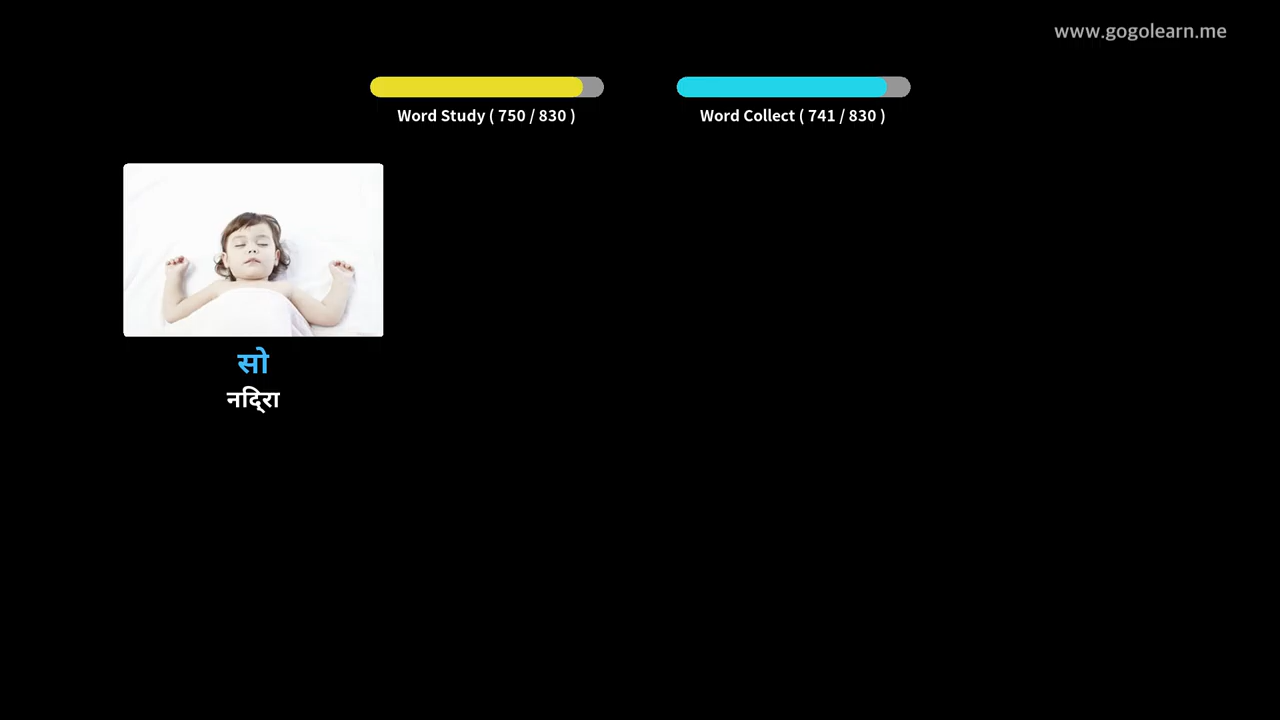 www.gogolearn.me
Word Study ( 750 / 830 )
Word Collect ( 741 / 830 )
सो
नदि्रा